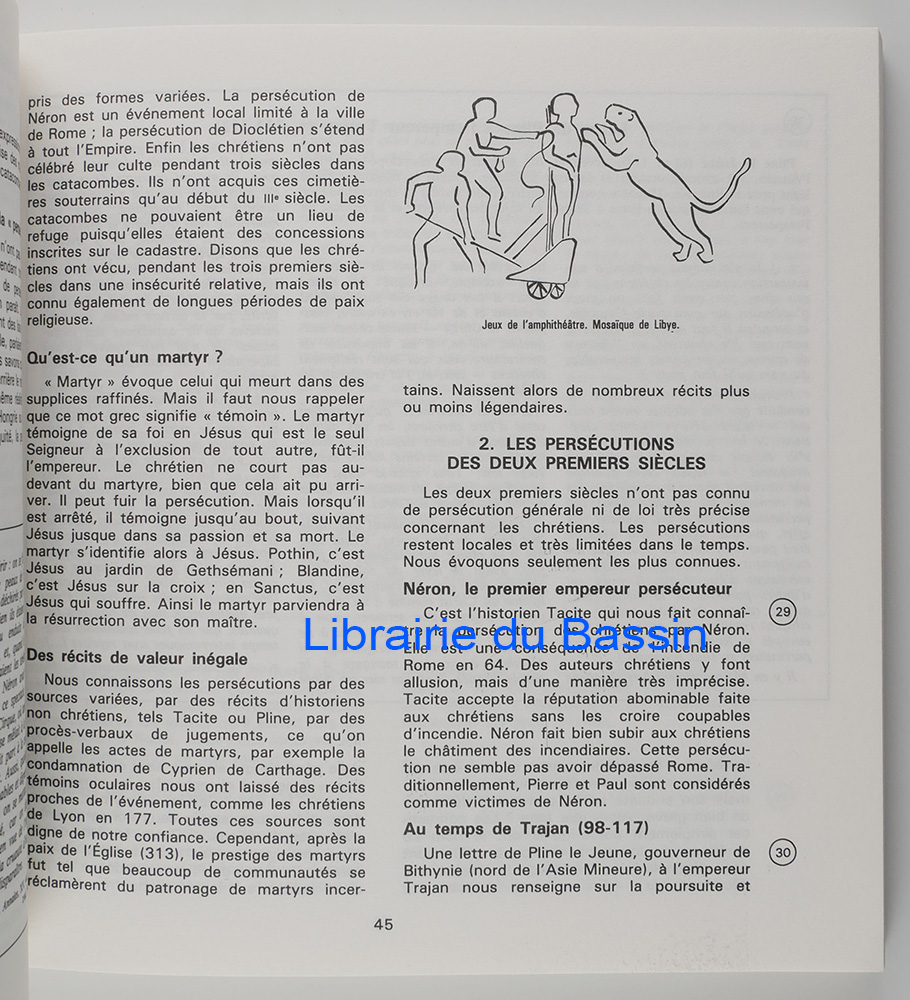 pris des formes variées. La persécution de
Néron est un événement local limité à la ville
de Rome ; la persécution de Dioclétien s'étend
à tout l'Empire. Enfin les chrétiens n'ont pas
célébré leur culte pendant trois siècles dans
les catacombes. Ils n'ont acquis ces cimetiè-
res souterrains qu'au début du IIIe siècle. Les
catacombes ne pouvaient être un lieu de
refuge puisqu'elles étaient des concessions
inscrites sur le cadastre. Disons que les chré-
tiens ont vécu, pendant les trois premiers siè-
cles dans une insécurité relative, mais ils ont
connu également de longues périodes de paix
religieuse.
Qu'est-ce qu'un martyr ?
« Martyr » évoque celui qui meurt dans des
supplices raffinés. Mais il faut nous rappeler
que ce mot grec signifie « témoin ». Le martyr
témoigne de sa foi en Jésus qui est le seul
Seigneur à l'exclusion de tout autre, fût-il
l'empereur. Le chrétien ne court pas au-
devant du martyre, bien que cela ait pu arri-
ver. Il peut fuir la persécution. Mais lorsqu'il
est arrêté, il témoigne jusqu'au bout, suivant
Jésus jusque dans sa passion et sa mort. Le
martyr s'identifie alors à Jésus. Pothin, c'est
Jésus au jardin de Gethsémani ; Blandine,
c'est Jésus sur la croix ; en Sanctus, c'est
Jésus qui souffre. Ainsi le martyr parviendra à
la résurrection avec son maître.
Des récits de valeur inégale
Nous connaissons les persécutions par des
sources variées, par des récits d'historiens
non chrétiens, tels Tacite ou Pline, par des
procès-verbaux de jugements, ce qu'on
appelle les actes de martyrs, par exemple la
condamnation de Cyprien de Carthage. Des
témoins oculaires nous ont laissé des récits
proches de l'événement, comme les chrétiens
de Lyon en 177. Toutes ces sources sont
digne de notre confiance. Cependant, après la
paix de l'Église (313), le prestige des martyrs
fut tel que beaucoup de communautés se
réclamèrent du patronage de martyrs incer-
Jeux de l'amphithéâtre. Mosaïque de Libye.
tains. Naissent alors de nombreux récits plus
ou moins légendaires.
2. LES PERSÉCUTIONS
DES DEUX PREMIERS SIÈCLES
Les deux premiers siècles n'ont pas connu
de persécution générale ni de loi très précise
concernant les chrétiens. Les persécutions
restent locales et très limitées dans le temps.
Nous évoquons seulement les plus connues.
Néron, le premier empereur persécuteur
C'est l'historien Tacite qui nous fait connaî-
tre la persécution des chrétiens par Néron.
Elle est une conséquence de l'incendie de
Rome en 64. Des auteurs chrétiens y font
allusion, mais d'une manière très imprécise.
Tacite accepte la réputation abominable faite
aux chrétiens sans les croire coupables
d'incendie. Néron fait bien subir aux chrétiens
le châtiment des incendiaires. Cette persécu-
tion ne semble pas avoir dépassé Rome. Tra-
ditionnellement, Pierre et Paul sont considérés
comme victimes de Néron.
29
Au temps de Trajan (98-117)
Une lettre de Pline le Jeune, gouverneur de
Bithynie (nord de l'Asie Mineure), à l'empereur
Trajan nous renseigne sur la poursuite et
30
45
Librairie du Bassin